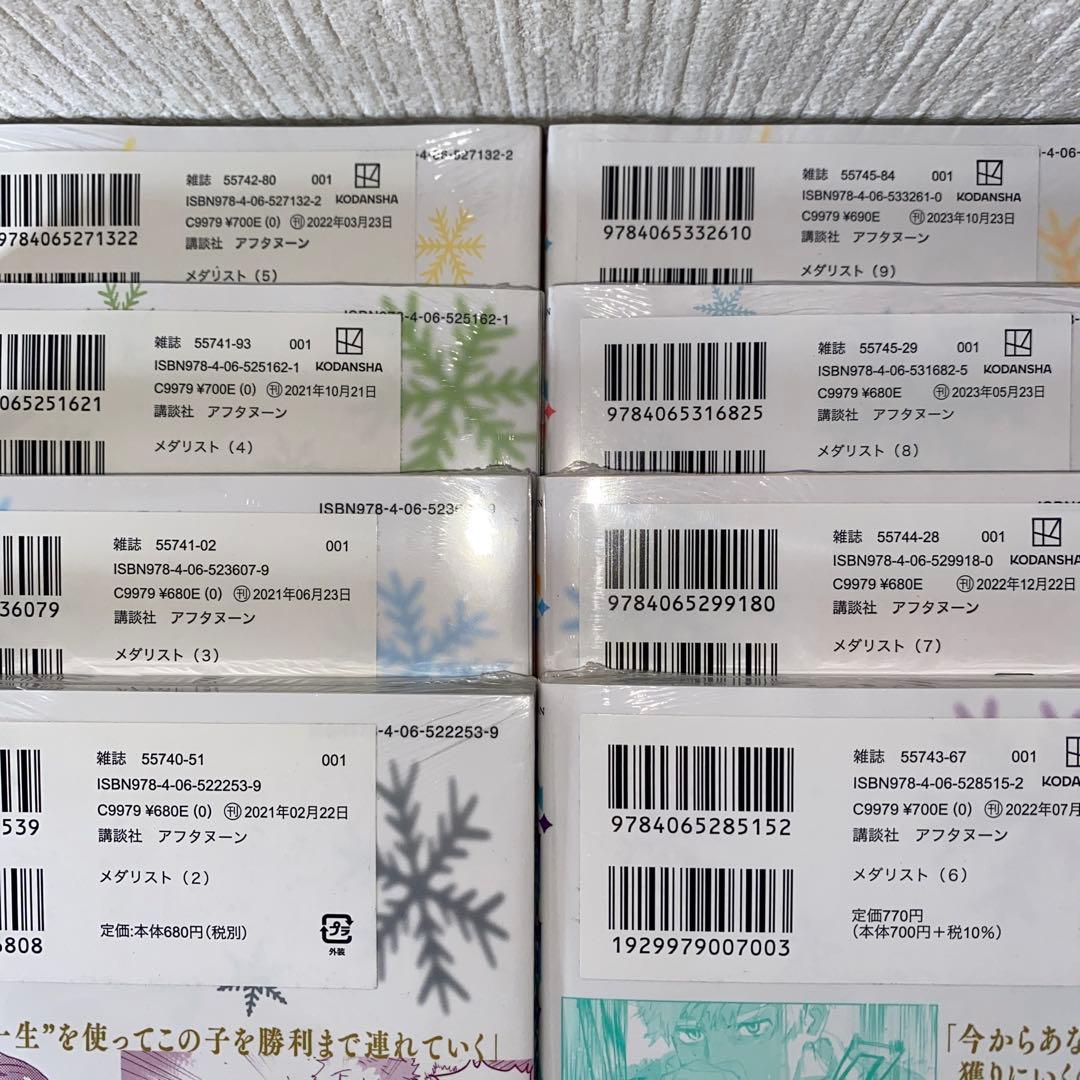 -4-06-527132-2
雑誌 55742-80 001
ISBN978-4-06-527132-2 KODANSHA
C9979 ¥700E (0) ㊞2022年03月23日
講談社 アフタヌーン
9784065271322
メダリスト（5）
ISBN978-4-06-525162-1
雑誌 55741-93 001
ISBN978-4-06-525162-1 KODANSHA
C9979 ¥700E (0) 刊 2021年10月21日
講談社 アフタヌーン
065251621
メダリスト（4）
ISBN978-4-06-523607-9
雑誌 55741-02 001
ISBN978-4-06-523607-9
C9979 ¥680E (0) 刊 2021年06月23日
講談社 アフタヌーン
36079
メダリスト（3）
-4-06-522253-9
雑誌 55740-51 001
ISBN978-4-06-522253-9
C9979 ¥680E (0) 刊 2021年02月22日
講談社 アフタヌーン
539
メダリスト（2）
定価:本体680円(税別)
プラ
外装
6808
一生”を使ってこの子を勝利まで連れていく」
4-06-
雑誌 55745-84 001
ISBN978-4-06-533261-0 KODANSHA
C9979 ¥690E 刊 2023年10月23日
講談社 アフタヌーン
9784065332610
メダリスト（9）
雑誌 55745-29 001
ISBN978-4-06-531682-5 KODANSHA
C9979 ¥680E 刊 2023年05月23日
講談社 アフタヌーン
9784065316825
メダリスト（8）
雑誌 55744-28 001
ISBN978-4-06-529918-0 KODANSHA
C9979 ¥680E 刊 2022年12月22日
講談社 アフタヌーン
9784065299180
メダリスト（7）
雑誌 55743-67 001
ISBN978-4-06-528515-2 KODA
C9979 ¥700E (0) 刊 2022年07月
講談社 アフタヌーン
9784065285152
メダリスト（6）
定価770円
(本体700円＋税10%)
1929979007003
「今からあな
獲りにいく